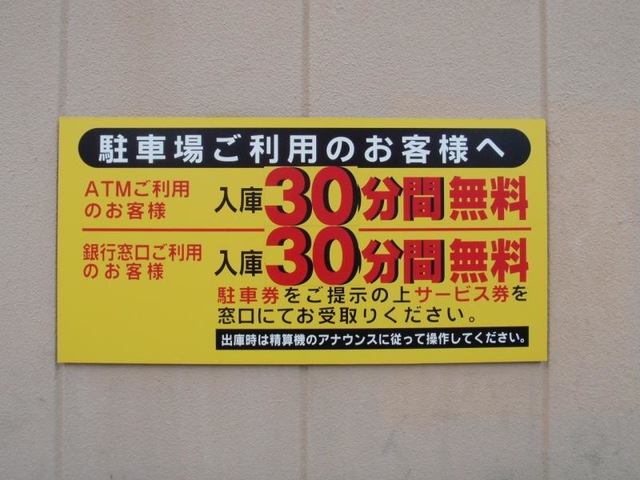 駐車場ご利用のお客様へ
ATMご利用
のお客様
入庫30分間無料
銀行窓口ご利用
のお客様
入庫30分間無料
駐車券をご提示の上サービス券を
窓口にてお受取りください。
出庫時は精算機のアナウンスに従って操作してください。